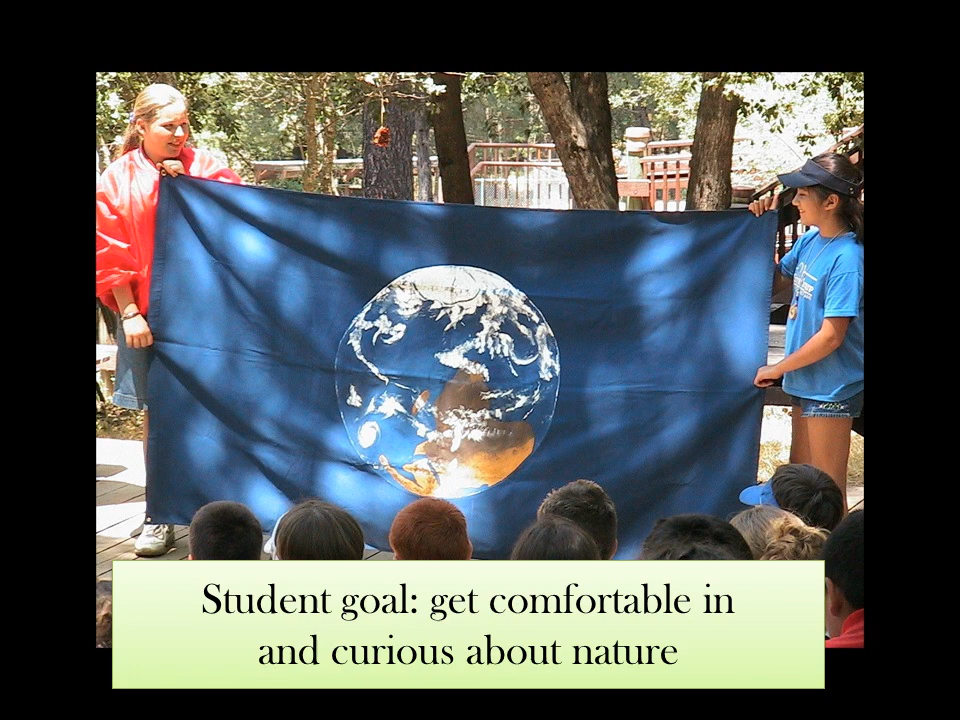 Student goal: get comfortable in
and curious about nature